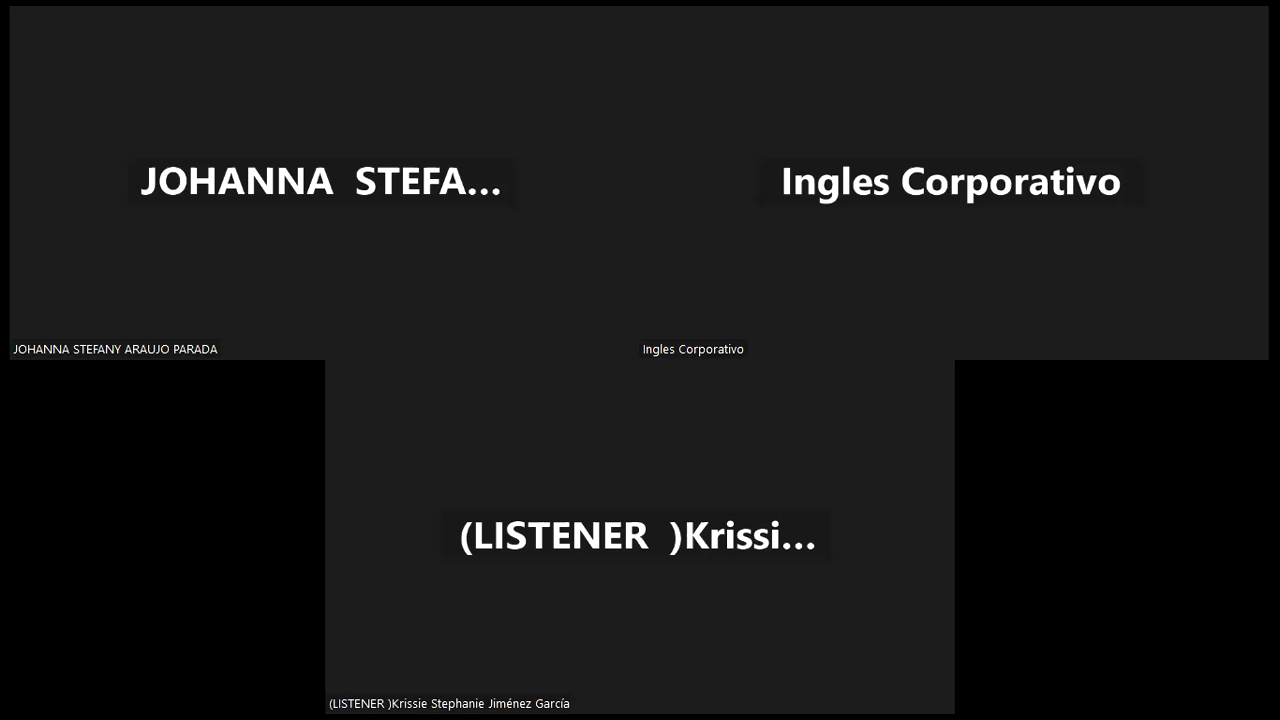 JOHANNA STEFA...
Ingles Corporativo
JOHANNA STEFANY ARAUJO PARADA
Ingles Corporativo
(LISTENER )Krissi...
(LISTENER )Krissie Stephanie Jiménez García